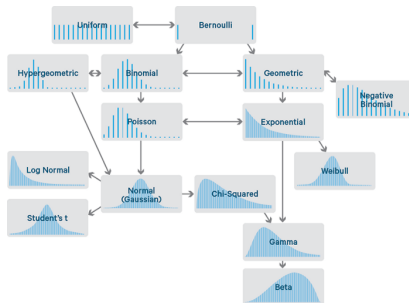 Uniform
Bernoulli
Hypergeometric
Binomial
Geometric
Negative
Binomial
Poisson
Exponential
Log Normal
Weibull
Normal
(Gaussian)
Chi-Squared
Student's t
Gamma
Beta